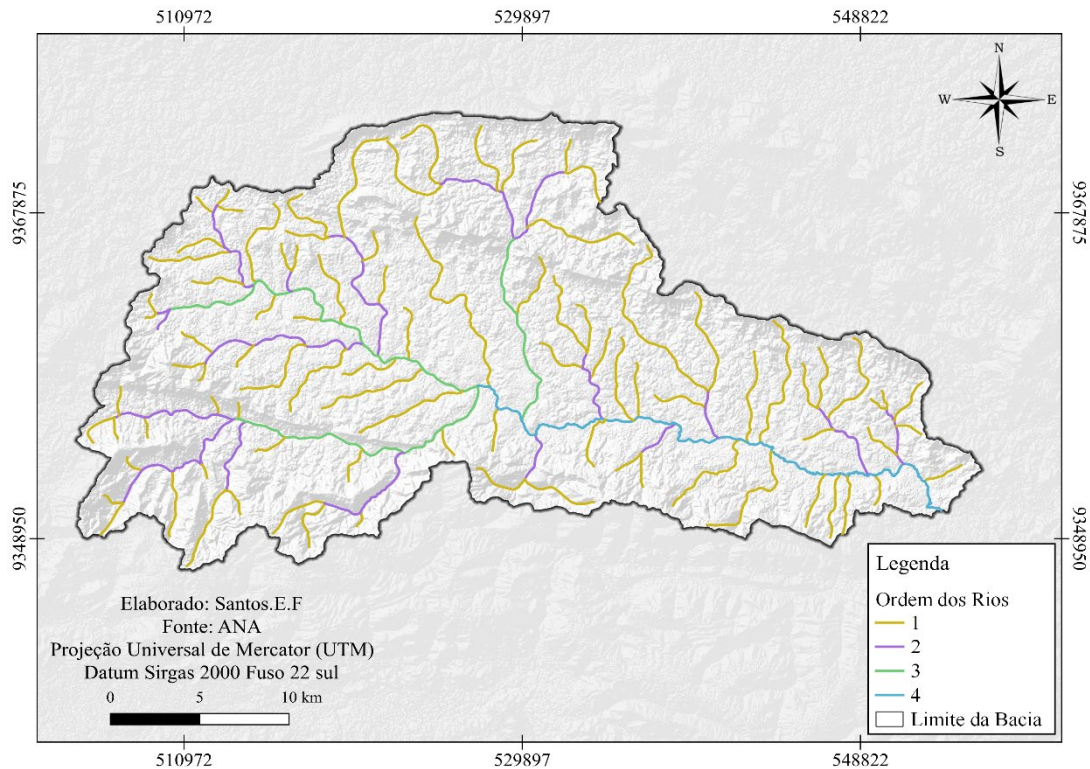 510972
529897
548822
N
W
E
S
9367875
9367875
9348950
9348950
Elaborado: Santos.E.F
Fonte: ANA
Projeção Universal de Mercator (UTM)
Datum Sirgas 2000 Fuso 22 sul
0 5 10 km
Legenda
Ordem dos Rios
1
2
3
4
Limite da Bacia
510972
529897
548822